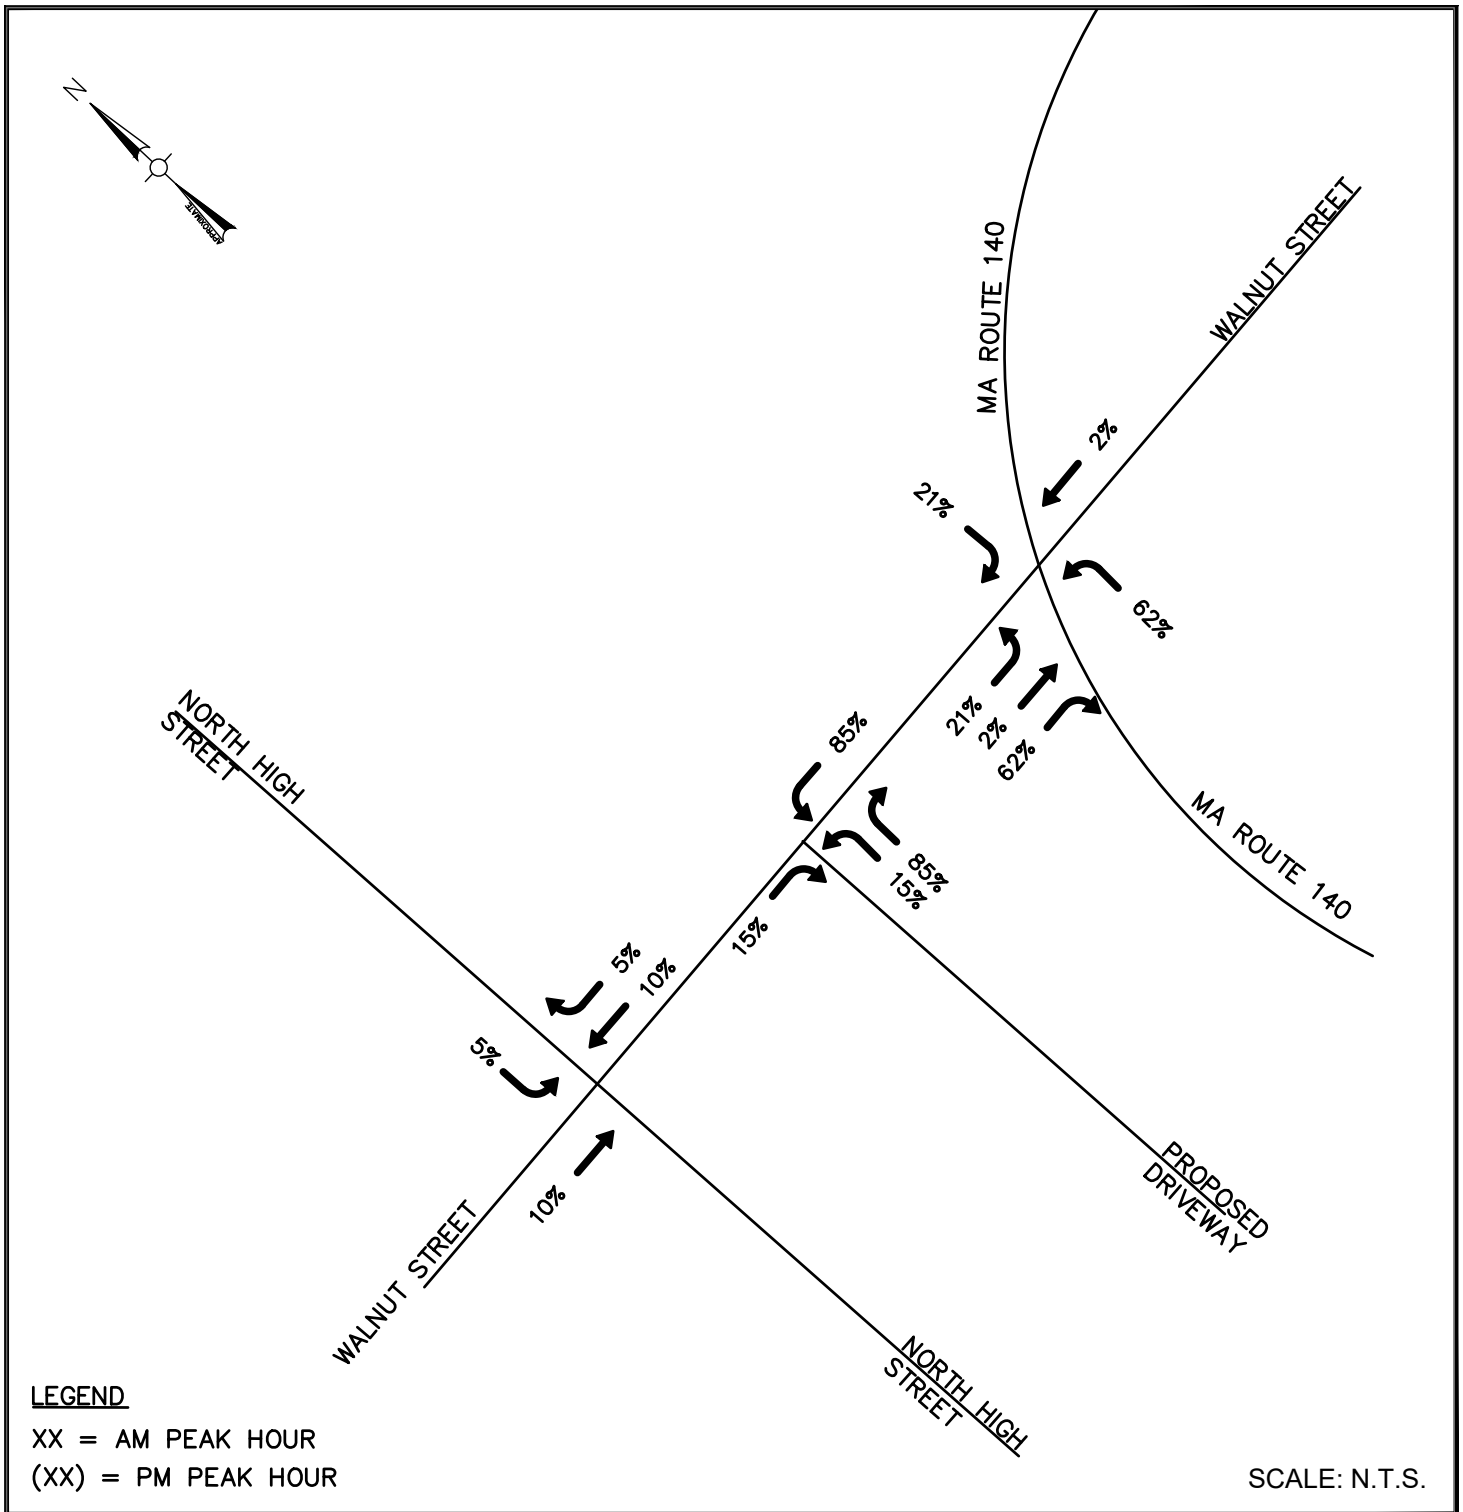 N
APPROXIMATE
MA ROUTE 140
WALNUT STREET
2%
21%
62%
21%
2%
62%
85%
NORTH HIGH
STREET
85%
15%
MA ROUTE 140
15%
5%
10%
5%
10%
PROPOSED
DRIVEWAY
WALNUT STREET
NORTH HIGH
STREET
LEGEND
XX = AM PEAK HOUR
(XX) = PM PEAK HOUR
SCALE: N.T.S.